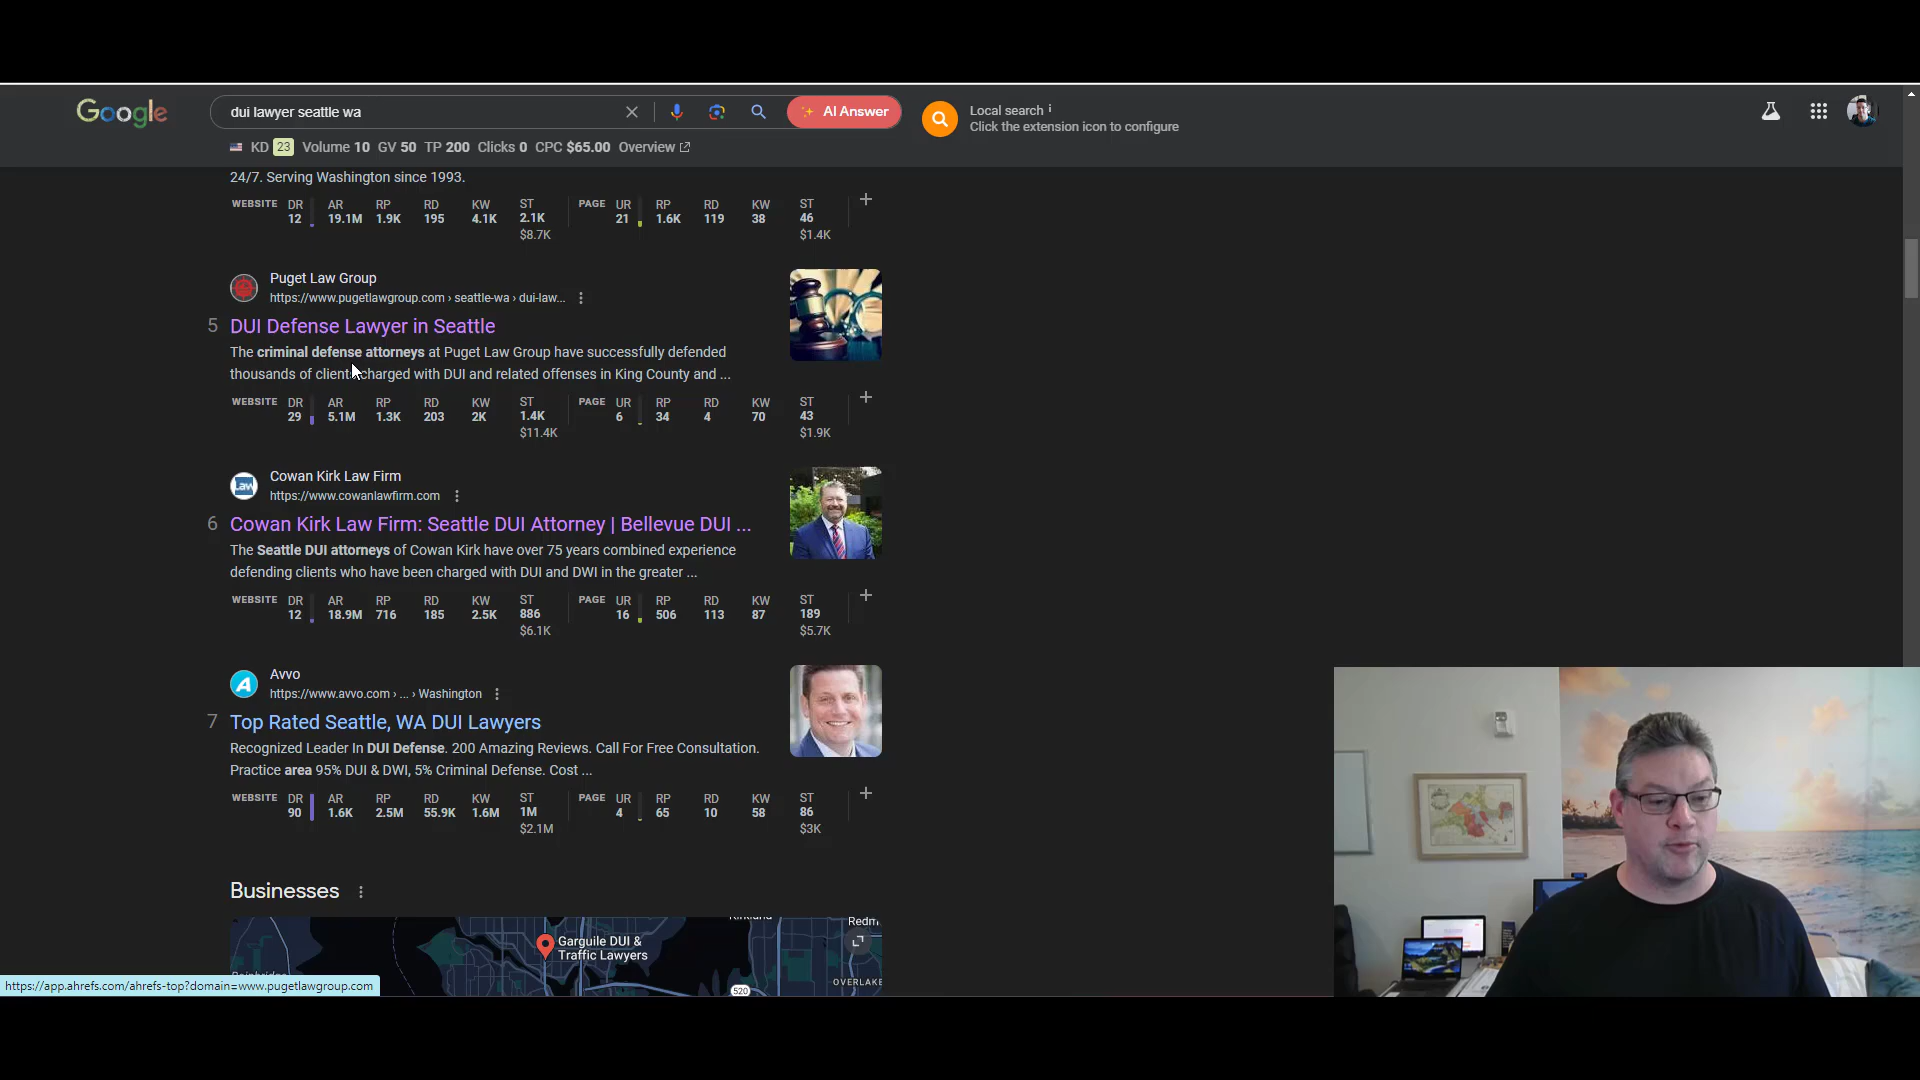 Google
dui lawyer seattle wa
AI Answer
Local search i
Click the extension icon to configure
KD 23 Volume 10 GV 50 TP 200 Clicks 0 CPC $65.00 Overview
24/7. Serving Washington since 1993.
WEBSITE DR AR RP RD KW ST PAGE UR RP RD KW ST
12 19.1M 1.9K 195 4.1K 2.1K 21 1.6K 119 38 46
$8.7K $1.4K
Puget Law Group
https://www.pugetlawgroup.com › seattle-wa › dui-law...
5 DUI Defense Lawyer in Seattle
The criminal defense attorneys at Puget Law Group have successfully defended
thousands of clients charged with DUI and related offenses in King County and ...
WEBSITE DR AR RP RD KW ST PAGE UR RP RD KW ST
29 5.1M 1.3K 203 2K 1.4K 6 34 4 70 43
$11.4K $1.9K
Cowan Kirk Law Firm
https://www.cowanlawfirm.com
6 Cowan Kirk Law Firm: Seattle DUI Attorney | Bellevue DUI ...
The Seattle DUI attorneys of Cowan Kirk have over 75 years combined experience
defending clients who have been charged with DUI and DWI in the greater ...
WEBSITE DR AR RP RD KW ST PAGE UR RP RD KW ST
12 18.9M 716 185 2.5K 886 16 506 113 87 189
$6.1K $5.7K
Avvo
https://www.avvo.com › ... › Washington
7 Top Rated Seattle, WA DUI Lawyers
Recognized Leader In DUI Defense. 200 Amazing Reviews. Call For Free Consultation.
Practice area 95% DUI & DWI, 5% Criminal Defense. Cost ...
WEBSITE DR AR RP RD KW ST PAGE UR RP RD KW ST
90 1.6K 2.5M 55.9K 1.6M 1M 4 65 10 58 86
$2.1M $3K
Businesses
Garguile DUI &
Traffic Lawyers
520
OVERLAKE
https://app.ahrefs.com/ahrefs-top?domain=www.pugetlawgroup.com
Law